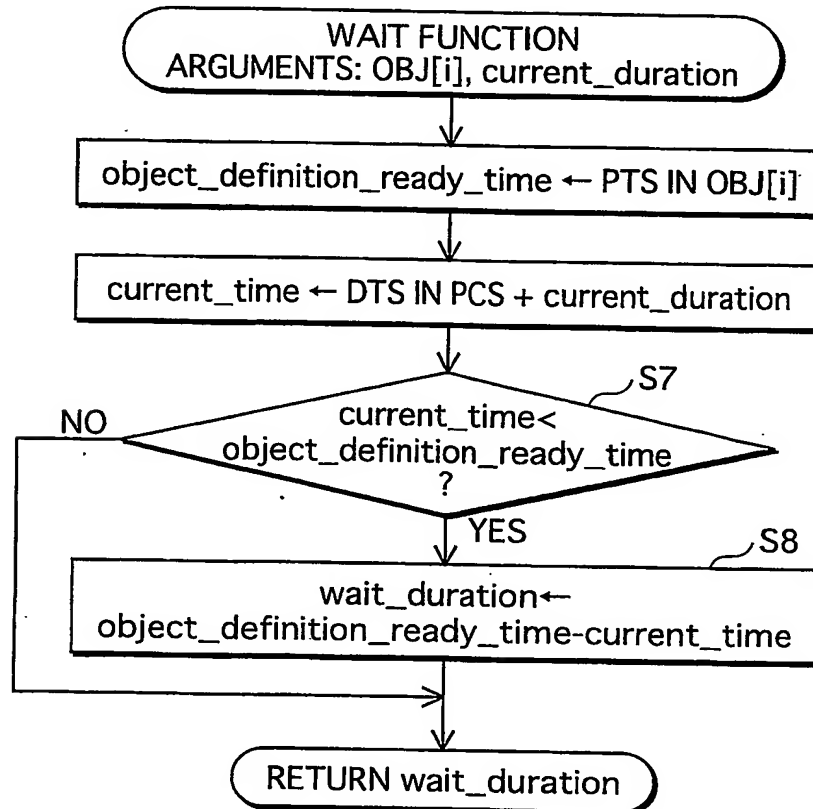 WAIT FUNCTION
ARGUMENTS: OBJ[i], current_duration
object_definition_ready_time ← PTS IN OBJ[i]
current_time ← DTS IN PCS + current_duration
S7
NO
current_time<
object_definition_ready_time
?
YES
S8
wait_duration←
object_definition_ready_time-current_time
RETURN wait_duration